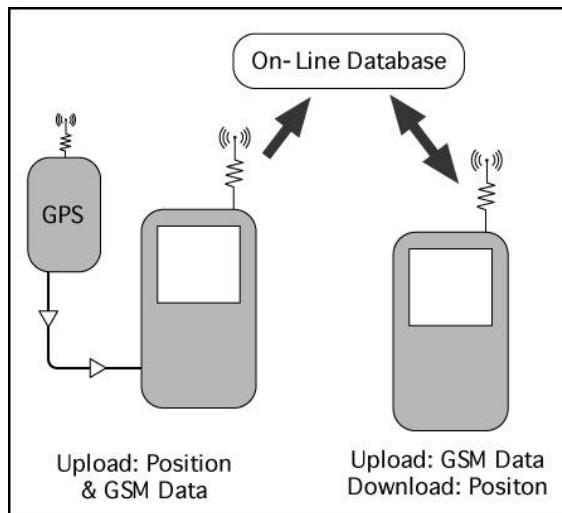 On-Line Database
GPS
Upload: Position
& GSM Data
Upload: GSM Data
Download: Positon